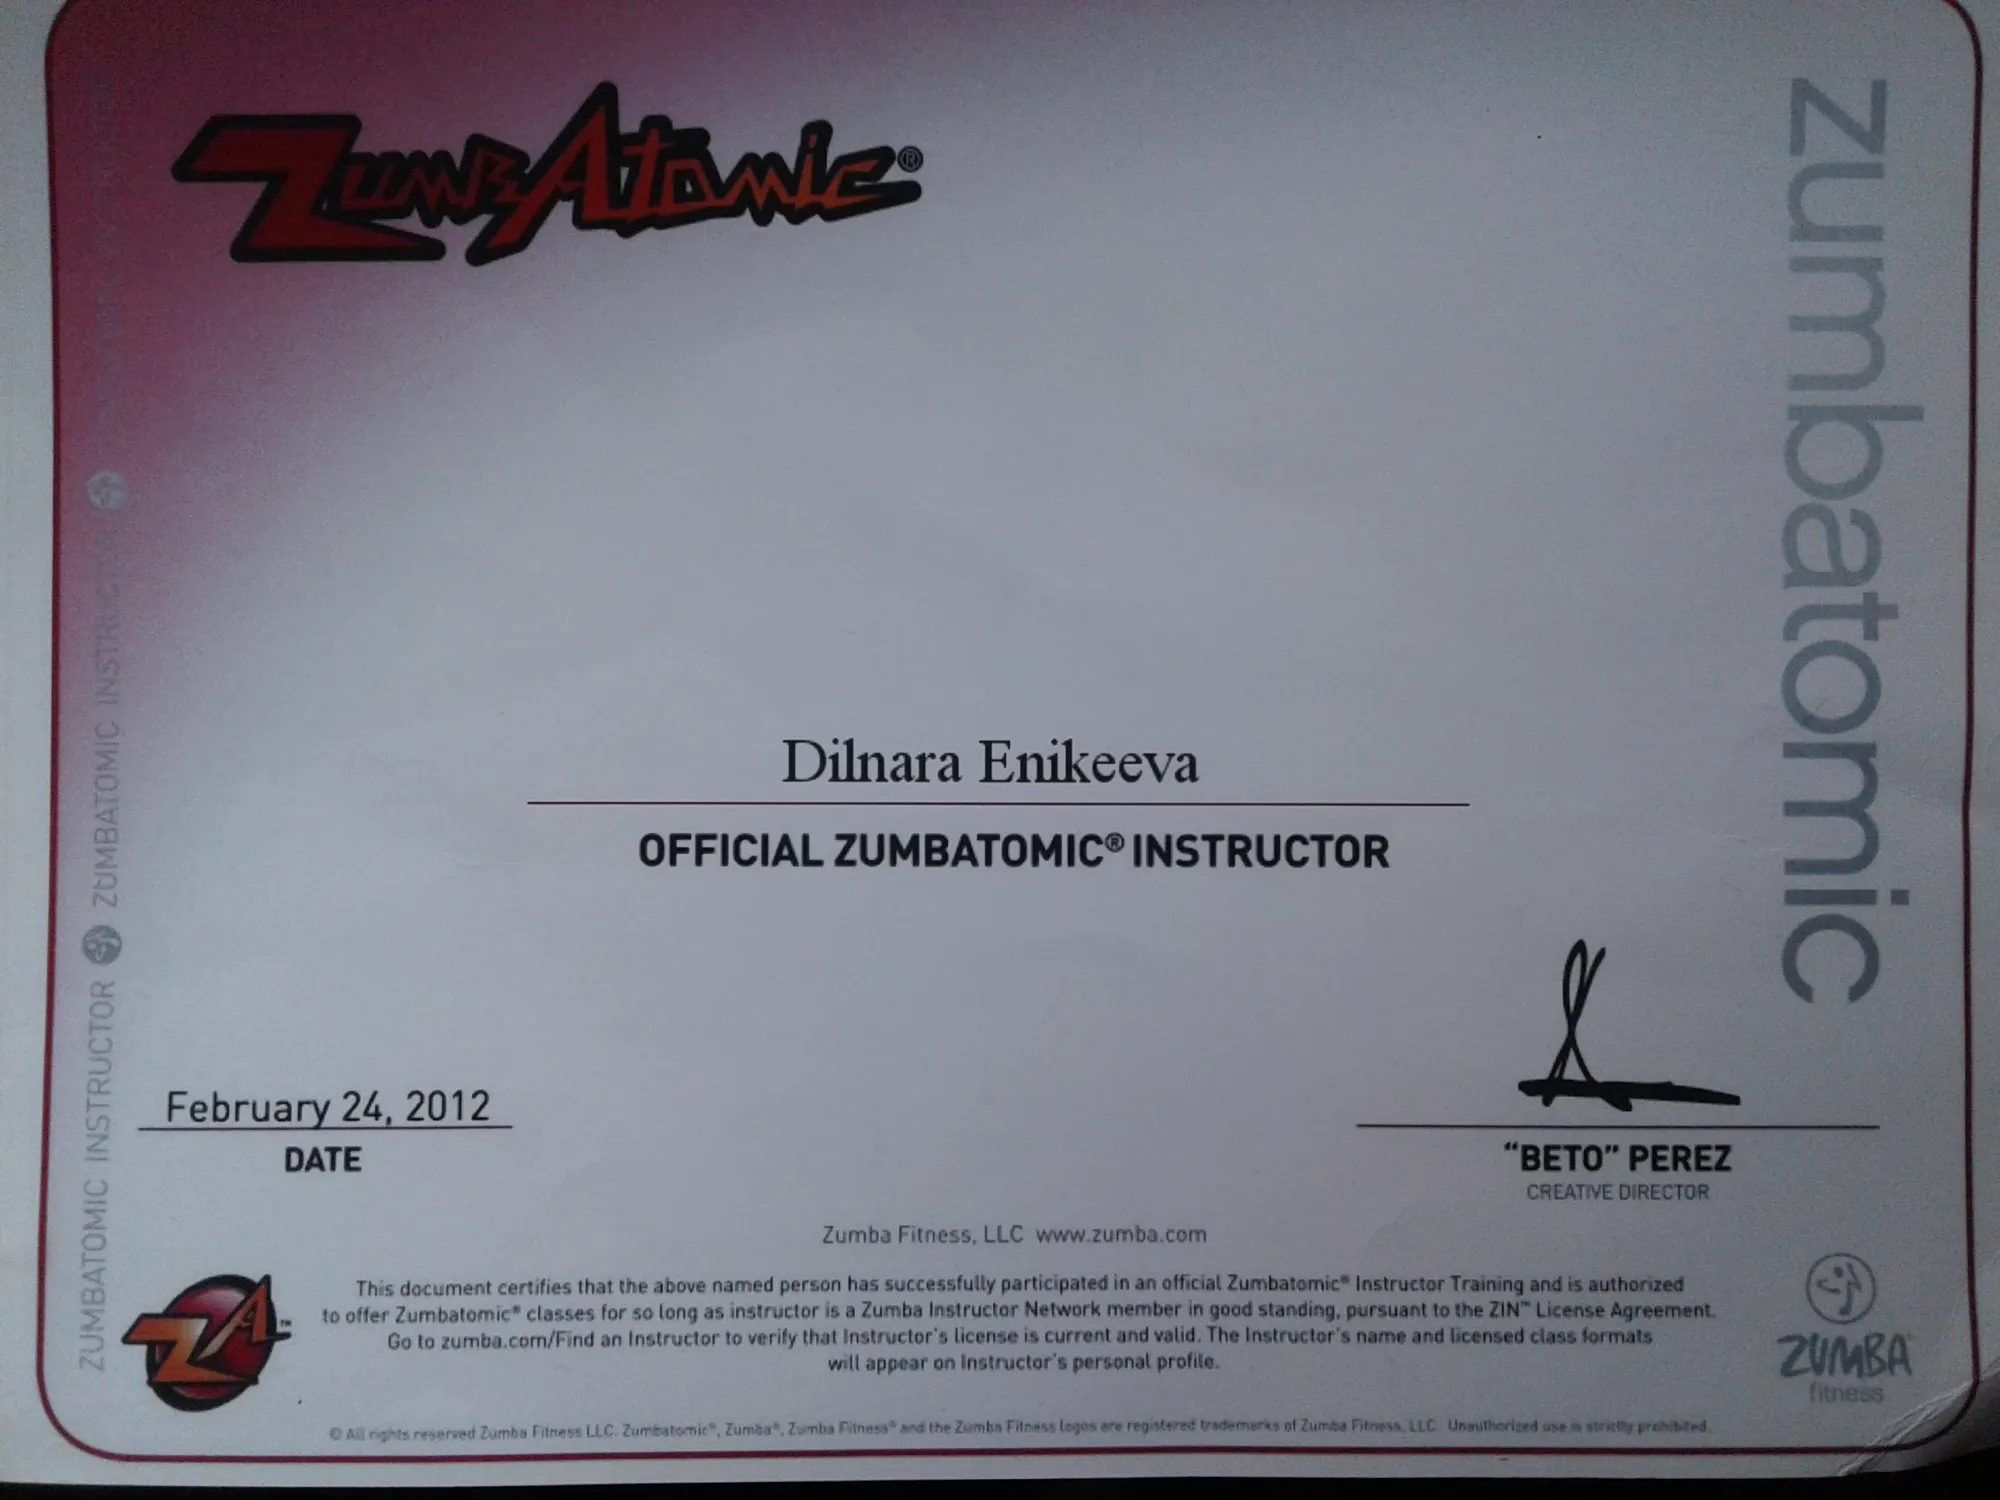 ZumbAtomic®
zumbatomic
ZUMBATOMIC INSTRUCTOR ZUMBATOMIC INSTRUCTOR
Dilnara Enikeeva
OFFICIAL ZUMBATOMIC® INSTRUCTOR
February 24, 2012
DATE
"BETO" PEREZ
CREATIVE DIRECTOR
Zumba Fitness, LLC www.zumba.com
This document certifies that the above named person has successfully participated in an official Zumbatomic® Instructor Training and is authorized
to offer Zumbatomic® classes for so long as instructor is a Zumba Instructor Network member in good standing, pursuant to the ZIN™ License Agreement.
Go to zumba.com/Find an Instructor to verify that Instructor's license is current and valid. The Instructor's name and licensed class formats
will appear on Instructor's personal profile.
ZA™
ZUMBA
fitness
© All rights reserved Zumba Fitness LLC. Zumbatomic®, Zumba®, Zumba Fitness® and the Zumba Fitness logos are registered trademarks of Zumba Fitness, LLC. Unauthorized use is strictly prohibited.